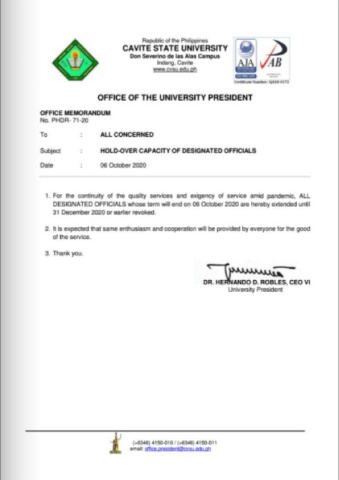 Republic of the Philippines
CAVITE STATE UNIVERSITY
Don Severino de las Alas Campus
Indang, Cavite
www.cvsu.edu.ph
AJA
AB
OFFICE OF THE UNIVERSITY PRESIDENT
OFFICE MEMORANDUM
No. PHDR- 71-20
To : ALL CONCERNED
Subject : HOLD-OVER CAPACITY OF DESIGNATED OFFICIALS
Date : 06 October 2020
1. For the continuity of the quality services and exigency of service amid pandemic, ALL
DESIGNATED OFFICIALS whose term will end on 06 October 2020 are hereby extended until
31 December 2020 or earlier revoked.
2. It is expected that same enthusiasm and cooperation will be provided by everyone for the good
of the service.
3. Thank you.
DR. HERNANDO D. ROBLES, CEO VI
University President
(+6346) 4150-010 / (+6346) 4150-011
email: office.president@cvsu.edu.ph